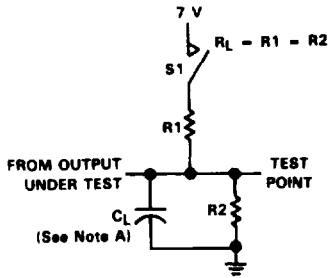 7 V
RL = R1 = R2
S1
R1
FROM OUTPUT
UNDER TEST
TEST
POINT
CL
(See Note A)
R2